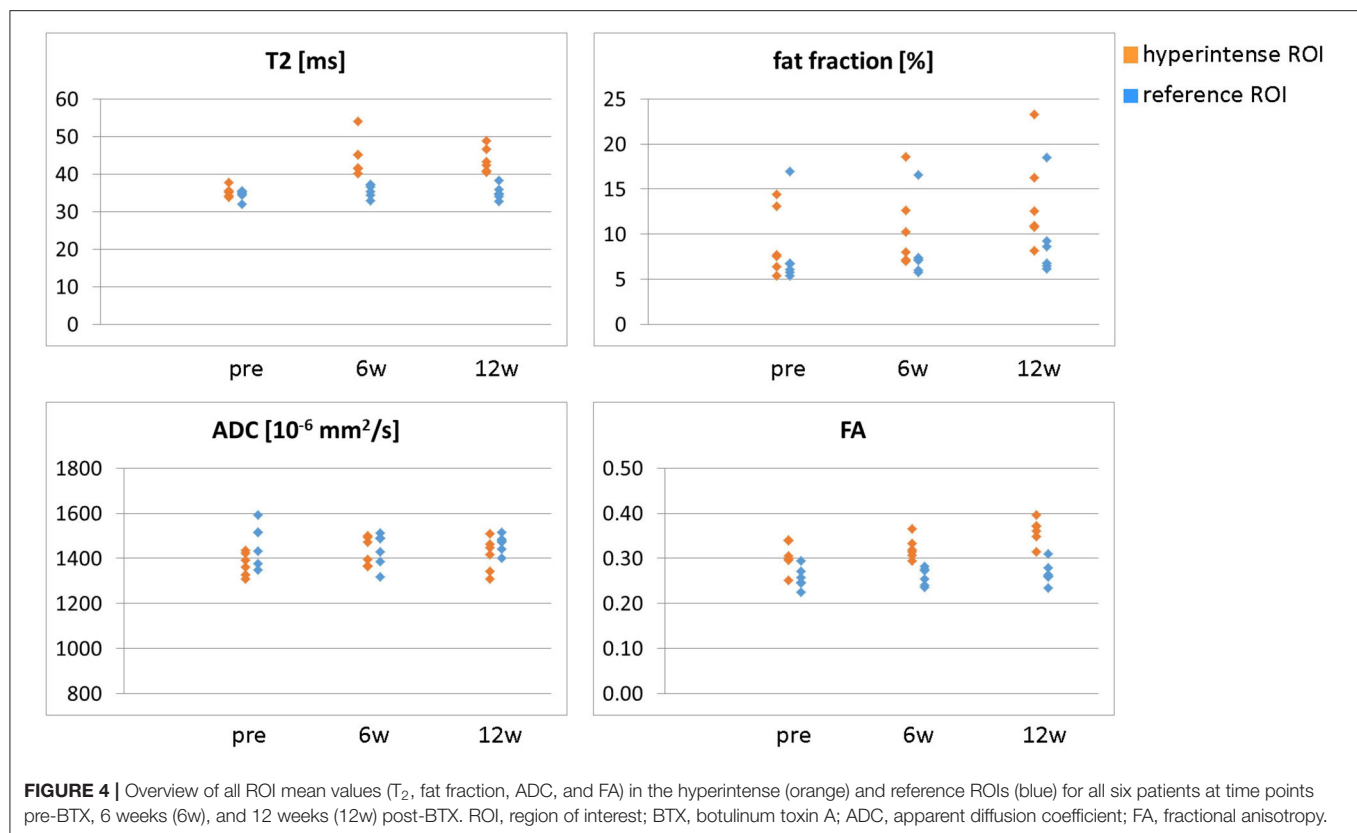 T2 [ms]
60
50
40
30
20
10
0
pre 6w 12w
fat fraction [%]
25
20
15
10
5
0
pre 6w 12w
hyperintense ROI
reference ROI
ADC [10⁻⁶ mm²/s]
1800
1600
1400
1200
1000
800
pre 6w 12w
FA
0.50
0.40
0.30
0.20
0.10
0.00
pre 6w 12w
FIGURE 4 | Overview of all ROI mean values (T₂, fat fraction, ADC, and FA) in the hyperintense (orange) and reference ROIs (blue) for all six patients at time points
pre-BTX, 6 weeks (6w), and 12 weeks (12w) post-BTX. ROI, region of interest; BTX, botulinum toxin A; ADC, apparent diffusion coefficient; FA, fractional anisotropy.